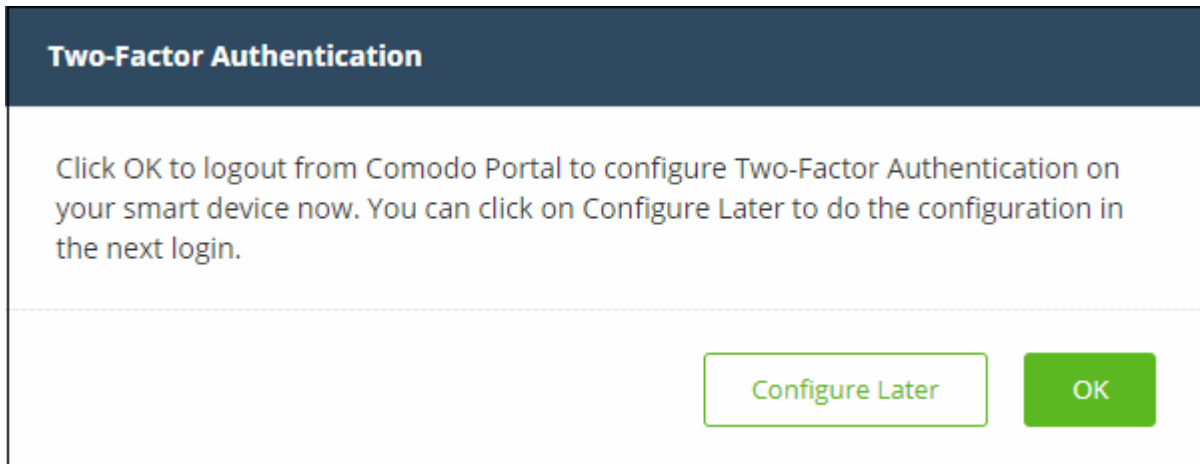 Two-Factor Authentication
Click OK to logout from Comodo Portal to configure Two-Factor Authentication on
your smart device now. You can click on Configure Later to do the configuration in
the next login.
Configure Later
OK